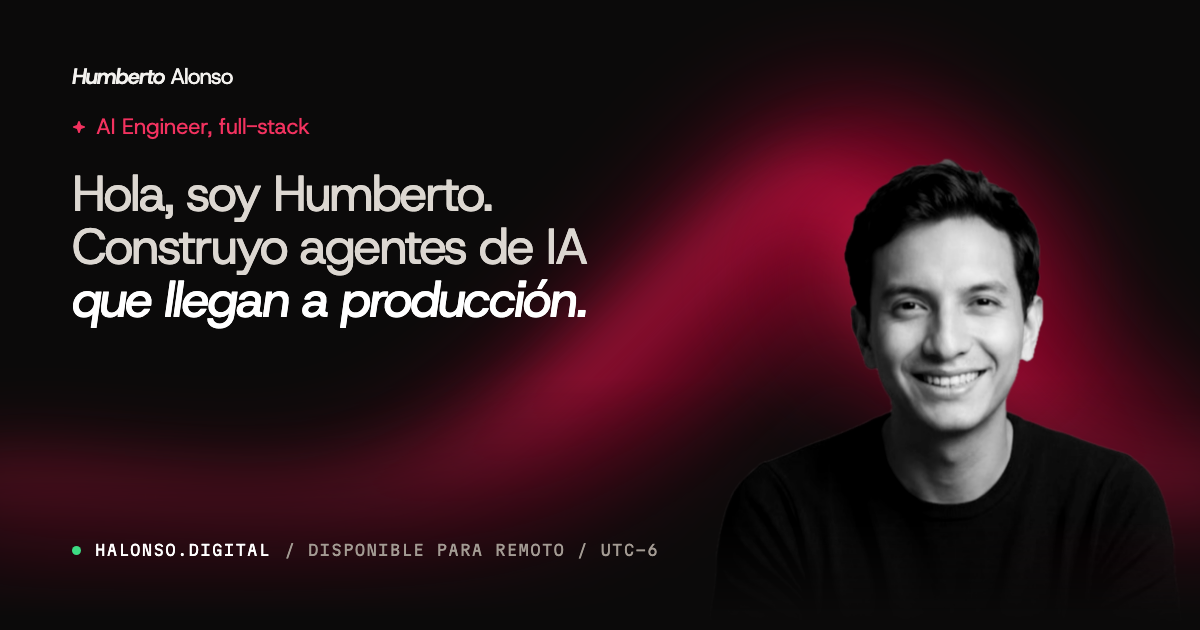 Humberto Alonso
✦ AI Engineer, full-stack
Hola, soy Humberto.
Construyo agentes de IA
que llegan a producción.
HALONSO.DIGITAL / DISPONIBLE PARA REMOTO / UTC-6